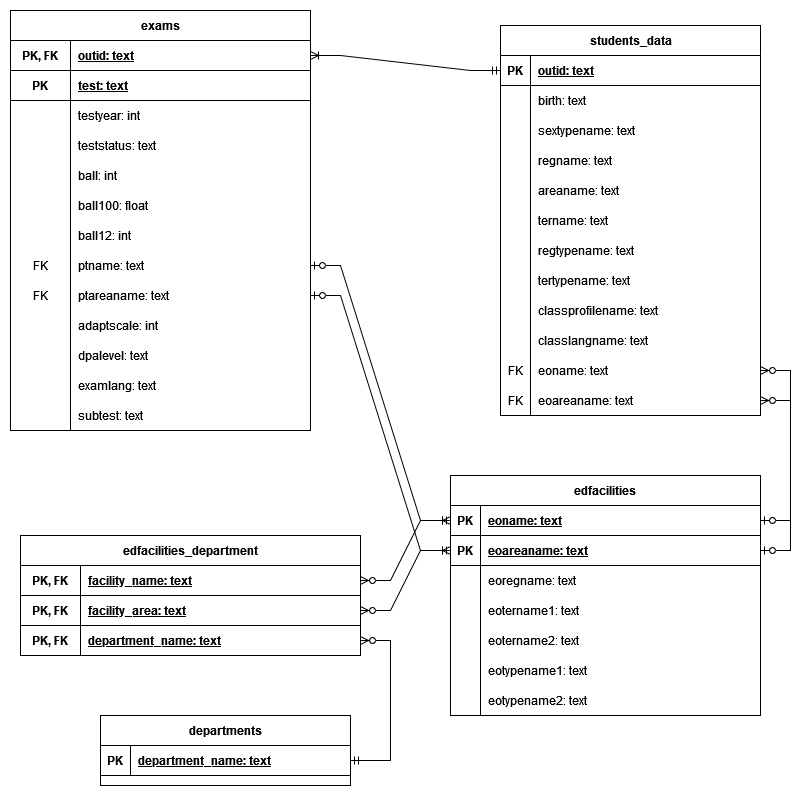 exams
PK, FK outid: text
PK test: text
testyear: int
teststatus: text
ball: int
ball100: float
ball12: int
FK ptname: text
FK ptareaname: text
adaptscale: int
dpalevel: text
examlang: text
subtest: text
students_data
PK outid: text
birth: text
sextypename: text
regname: text
areaname: text
tername: text
regtypename: text
tertypename: text
classprofilename: text
classlangname: text
FK eoname: text
FK eoareaname: text
edfacilities
PK eoname: text
PK eoareaname: text
eoregname: text
eotername1: text
eotername2: text
eotypename1: text
eotypename2: text
edfacilities_department
PK, FK facility_name: text
PK, FK facility_area: text
PK, FK department_name: text
departments
PK department_name: text